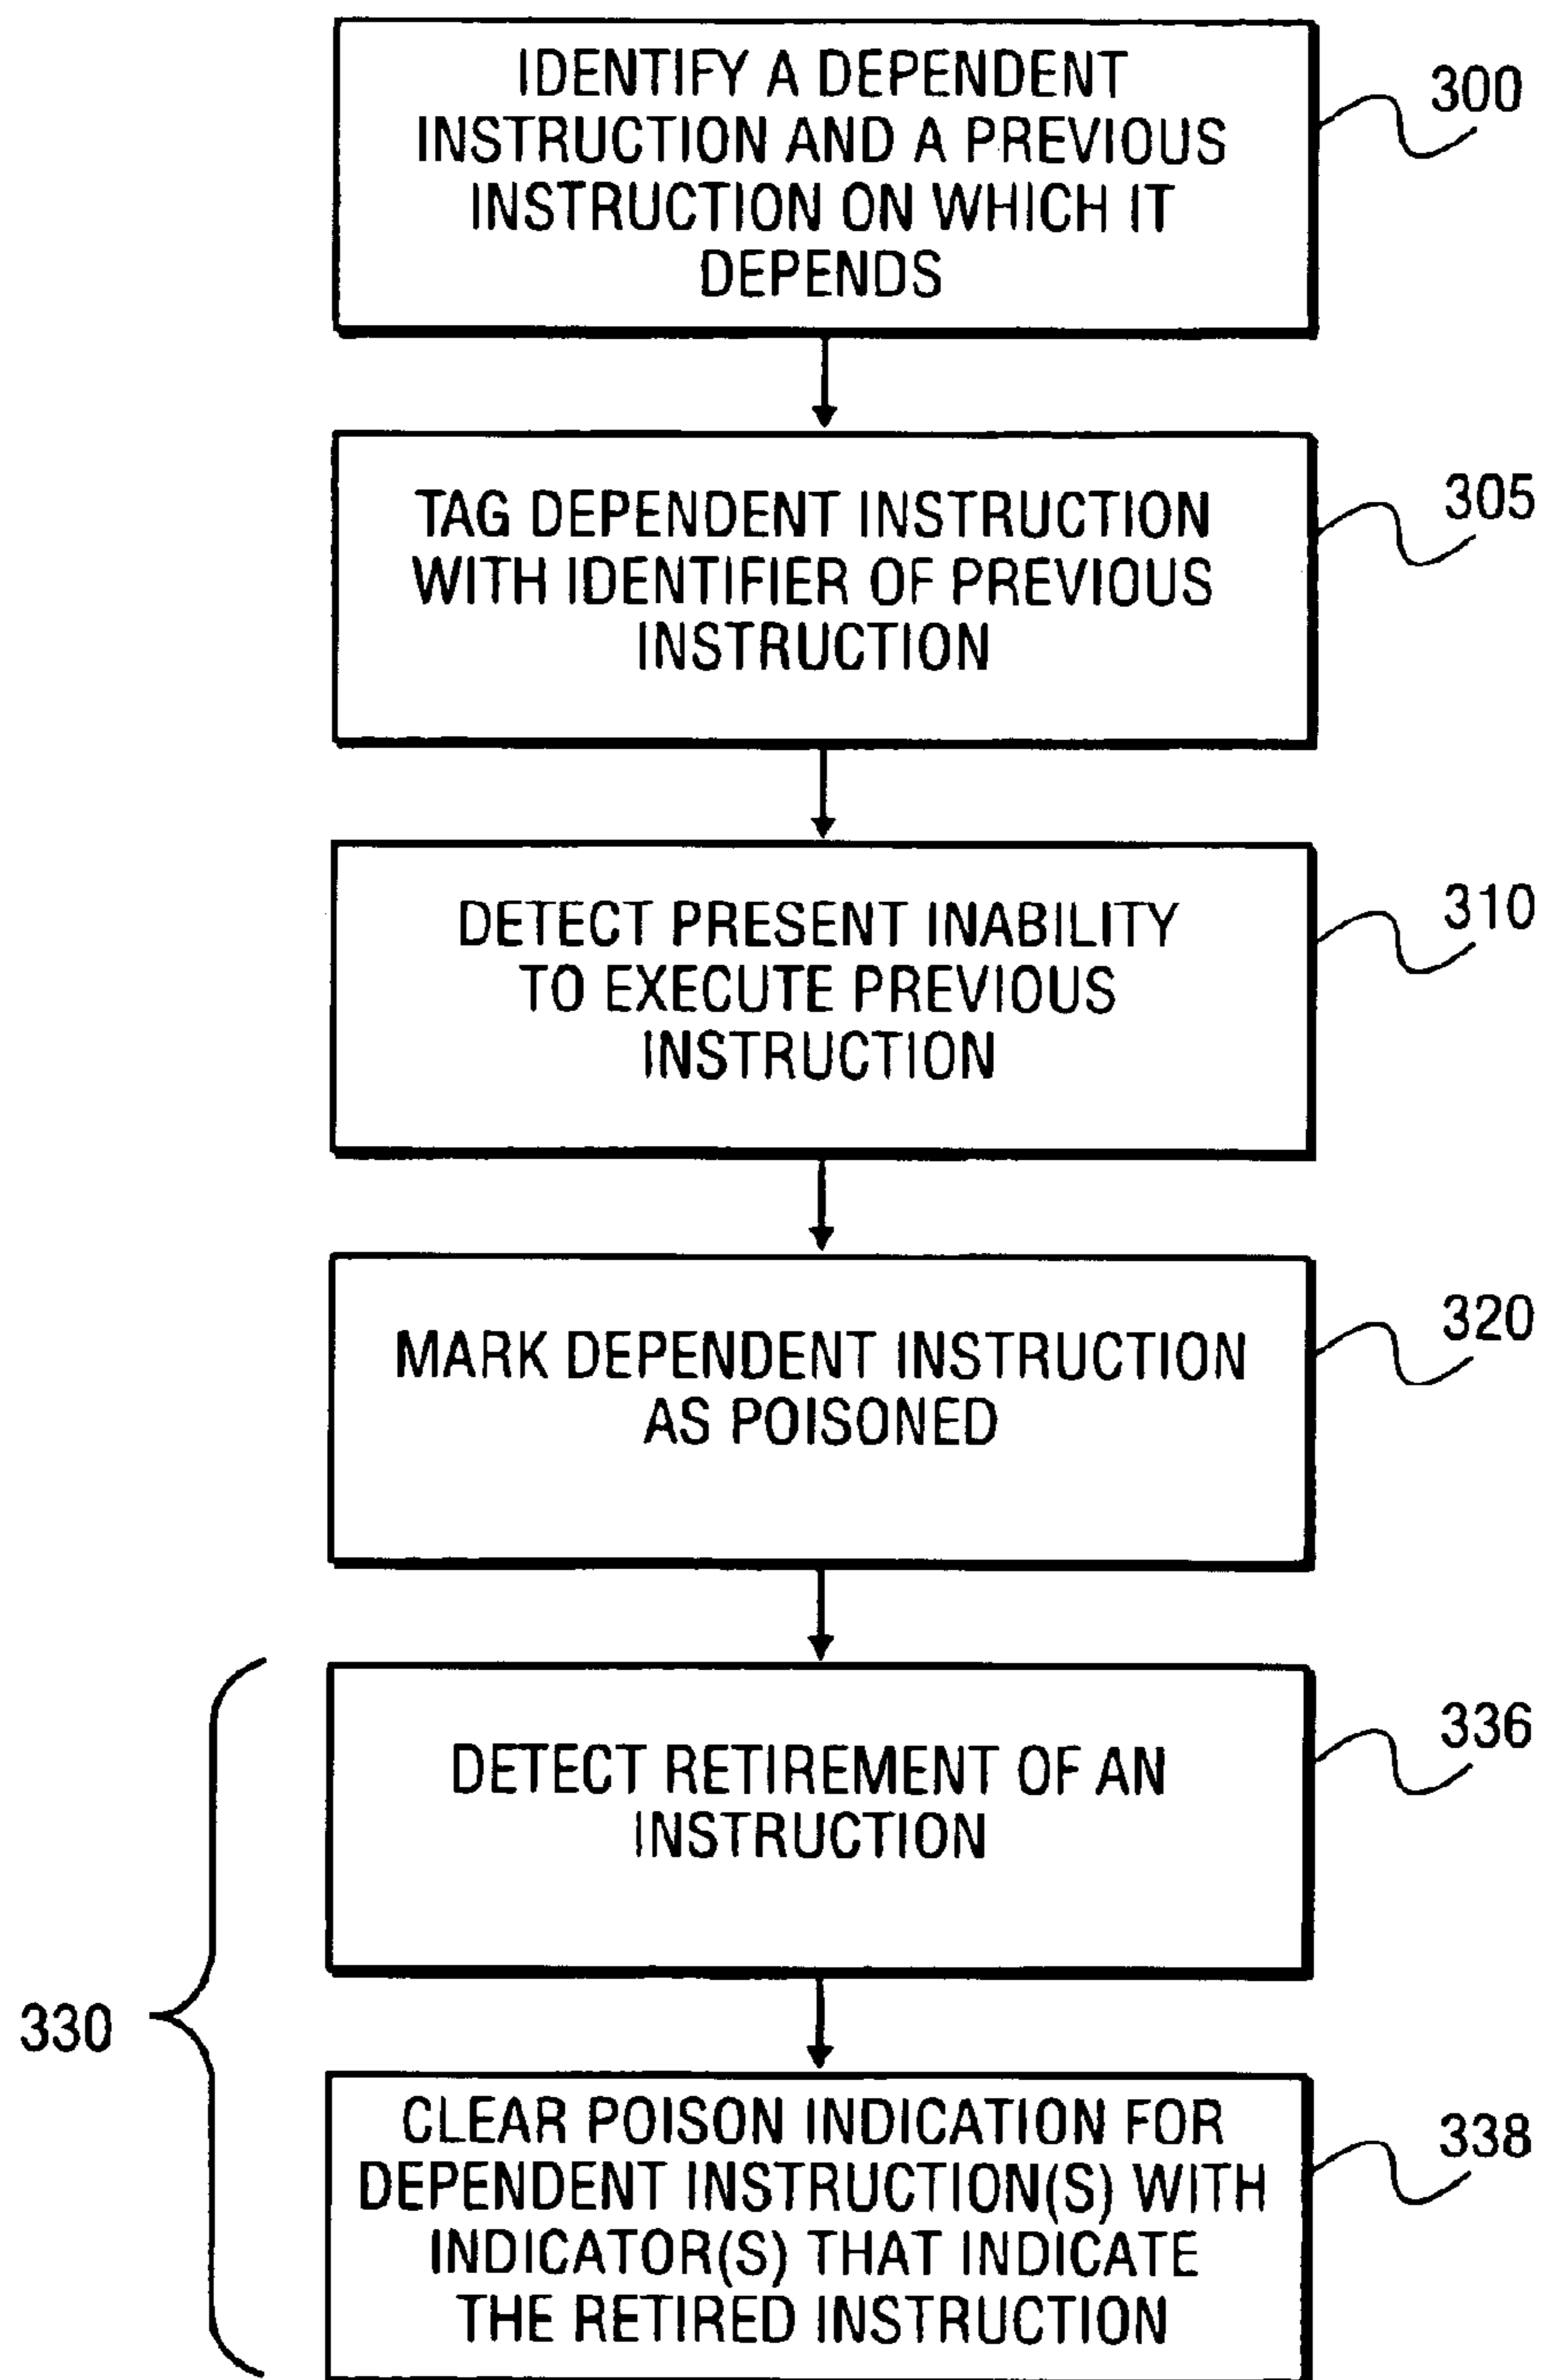 IDENTIFY A DEPENDENT
INSTRUCTION AND A PREVIOUS
INSTRUCTION ON WHICH IT
DEPENDS
300
TAG DEPENDENT INSTRUCTION
WITH IDENTIFIER OF PREVIOUS
INSTRUCTION
305
DETECT PRESENT INABILITY
TO EXECUTE PREVIOUS
INSTRUCTION
310
MARK DEPENDENT INSTRUCTION
AS POISONED
320
DETECT RETIREMENT OF AN
INSTRUCTION
336
330
CLEAR POISON INDICATION FOR
DEPENDENT INSTRUCTION(S) WITH
INDICATOR(S) THAT INDICATE
THE RETIRED INSTRUCTION
338